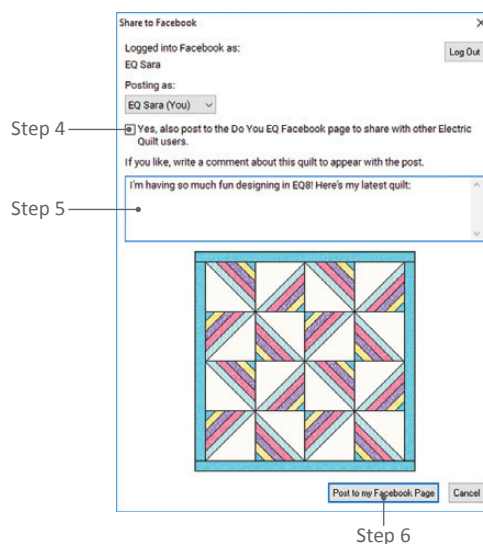 Share to Facebook
Logged into Facebook as:
Log Out
EQ Sara
Posting as:
EQ Sara (You)
Step 4
Yes, also post to the Do You EQ Facebook page to share with other Electric
Quilt users.
If you like, write a comment about this quilt to appear with the post.
Step 5
I'm having so much fun designing in EQ8! Here's my latest quilt:
Post to my Facebook Page
Cancel
Step 6